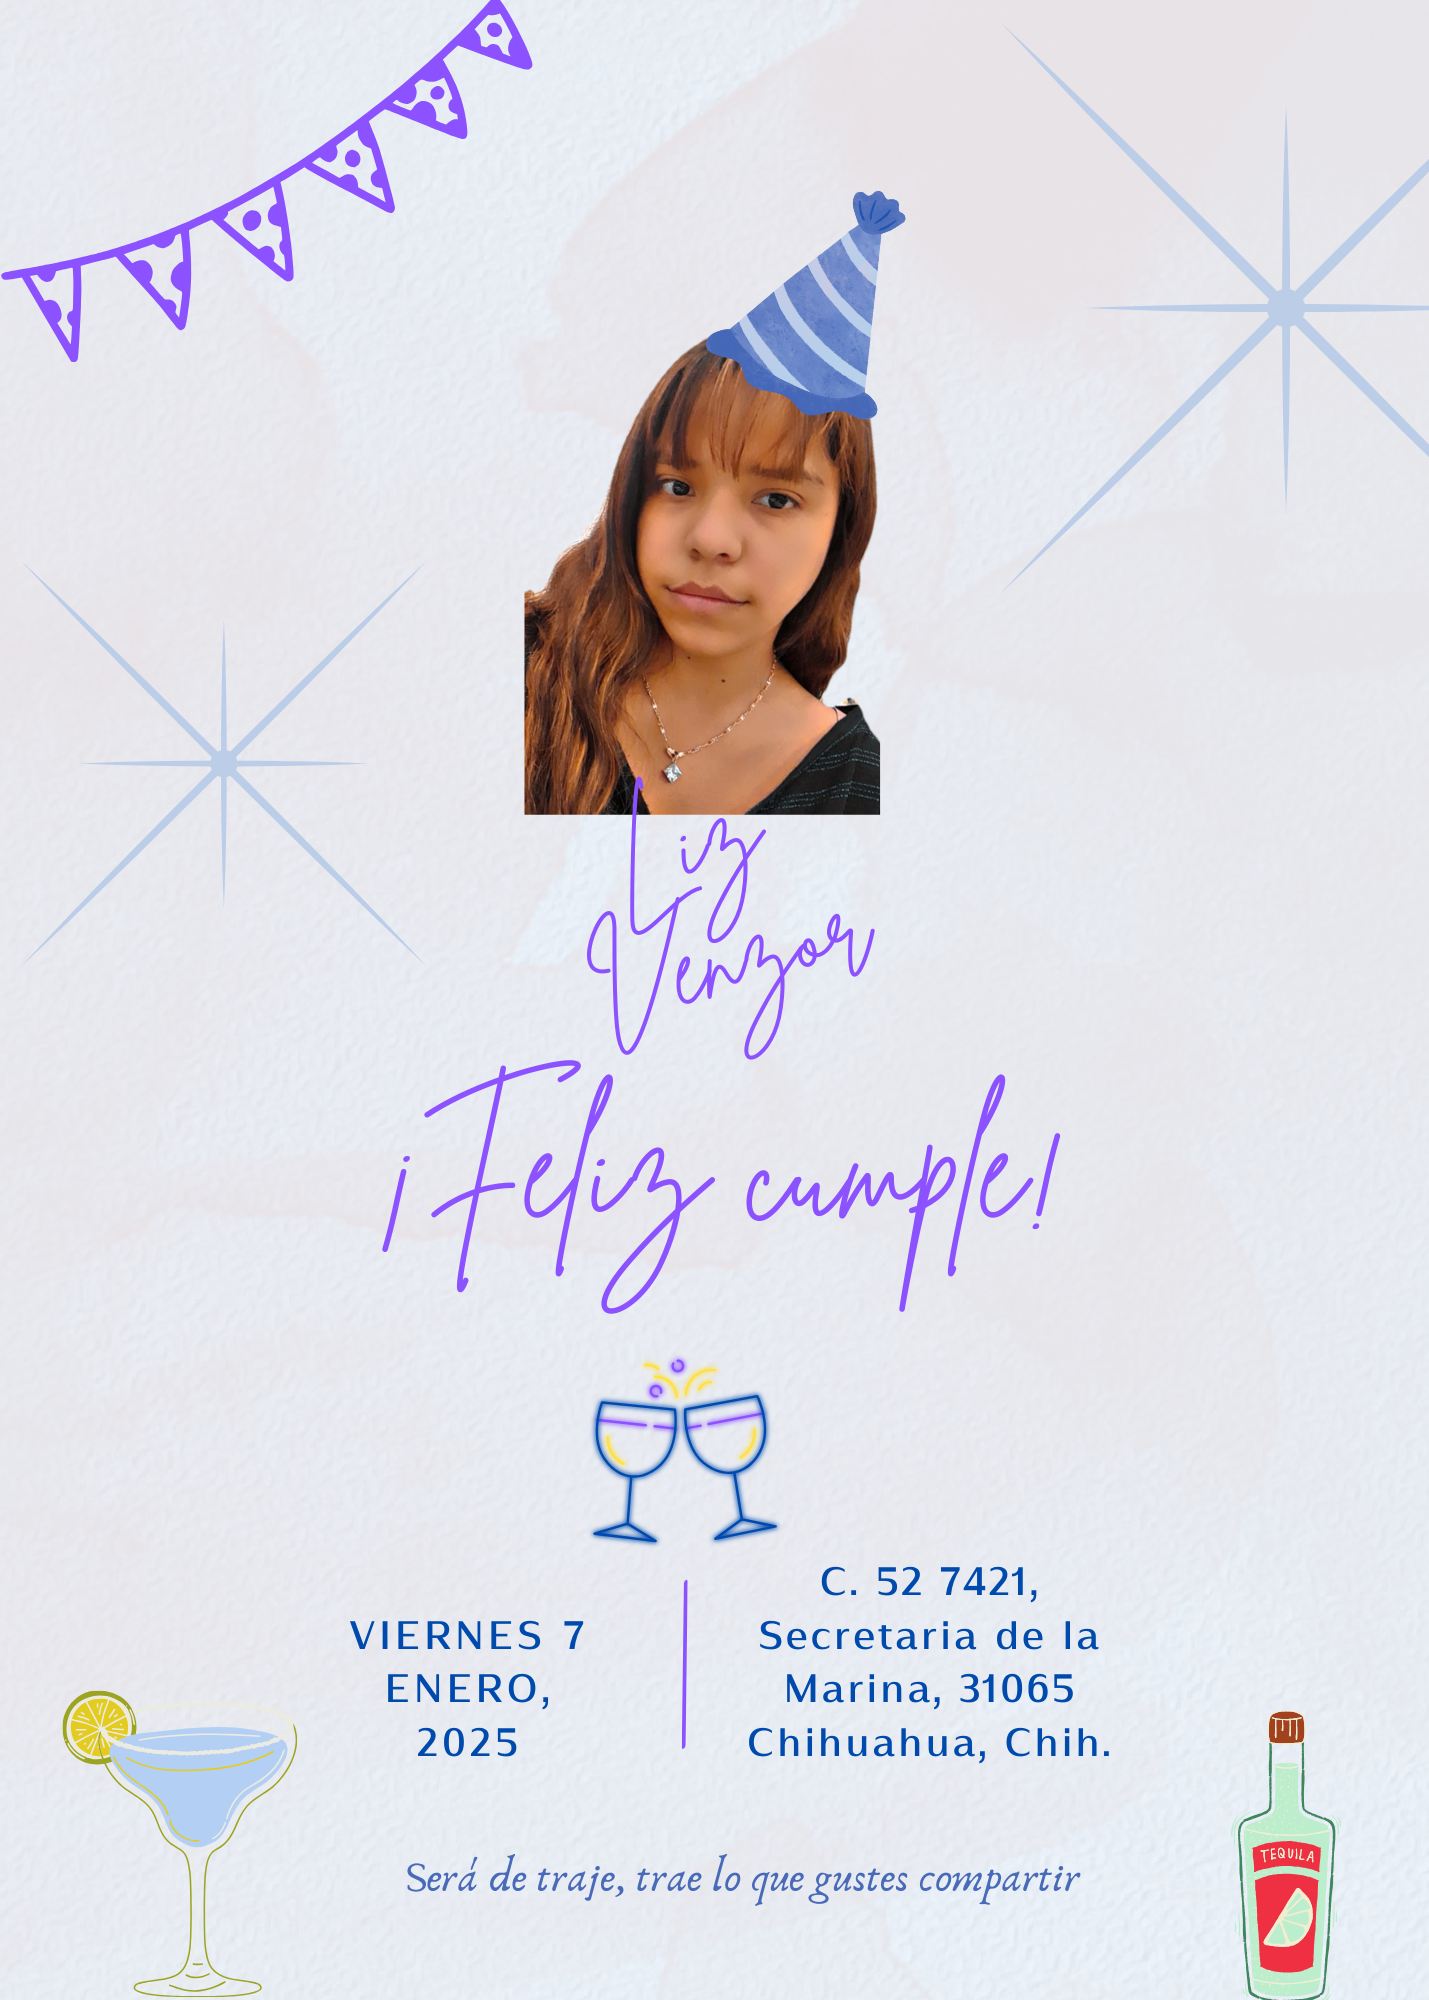 Liz
Venzor
¡Feliz cumple!
VIERNES 7
ENERO,
2025
C. 52 7421,
Secretaria de la
Marina, 31065
Chihuahua, Chih.
Será de traje, trae lo que gustes compartir
TEQUILA